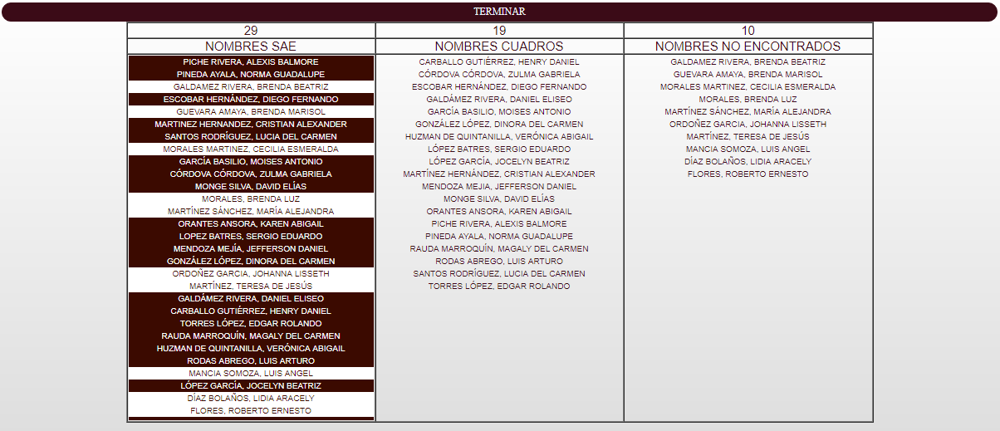 TERMINAR
29
19
10
NOMBRES SAE
NOMBRES CUADROS
NOMBRES NO ENCONTRADOS
PICHE RIVERA, ALEXIS BALMORE
PINEDA AYALA, NORMA GUADALUPE
GALDAMEZ RIVERA, BRENDA BEATRIZ
ESCOBAR HERNÁNDEZ, DIEGO FERNANDO
GUEVARA AMAYA, BRENDA MARISOL
MARTINEZ HERNANDEZ, CRISTIAN ALEXANDER
SANTOS RODRÍGUEZ, LUCIA DEL CARMEN
MORALES MARTINEZ, CECILIA ESMERALDA
GARCÍA BASILIO, MOISES ANTONIO
CÓRDOVA CÓRDOVA, ZULMA GABRIELA
MONGE SILVA, DAVID ELÍAS
MORALES, BRENDA LUZ
MARTÍNEZ SÁNCHEZ, MARÍA ALEJANDRA
ORANTES ANSORA, KAREN ABIGAIL
LOPEZ BATRES, SERGIO EDUARDO
MENDOZA MEJÍA, JEFFERSON DANIEL
GONZÁLEZ LÓPEZ, DINORA DEL CARMEN
ORDOÑEZ GARCIA, JOHANNA LISSETH
MARTÍNEZ, TERESA DE JESÚS
GALDÁMEZ RIVERA, DANIEL ELISEO
CARBALLO GUTIÉRREZ, HENRY DANIEL
TORRES LÓPEZ, EDGAR ROLANDO
RAUDA MARROQUÍN, MAGALY DEL CARMEN
HUZMAN DE QUINTANILLA, VERÓNICA ABIGAIL
RODAS ABREGO, LUIS ARTURO
MANCIA SOMOZA, LUIS ANGEL
LÓPEZ GARCÍA, JOCELYN BEATRIZ
DÍAZ BOLAÑOS, LIDIA ARACELY
FLORES, ROBERTO ERNESTO
CARBALLO GUTIÉRREZ, HENRY DANIEL
CÓRDOVA CÓRDOVA, ZULMA GABRIELA
ESCOBAR HERNÁNDEZ, DIEGO FERNANDO
GALDÁMEZ RIVERA, DANIEL ELISEO
GARCÍA BASILIO, MOISES ANTONIO
GONZÁLEZ LÓPEZ, DINORA DEL CARMEN
HUZMAN DE QUINTANILLA, VERÓNICA ABIGAIL
LÓPEZ BATRES, SERGIO EDUARDO
LÓPEZ GARCÍA, JOCELYN BEATRIZ
MARTÍNEZ HERNÁNDEZ, CRISTIAN ALEXANDER
MENDOZA MEJIA, JEFFERSON DANIEL
MONGE SILVA, DAVID ELÍAS
ORANTES ANSORA, KAREN ABIGAIL
PICHE RIVERA, ALEXIS BALMORE
PINEDA AYALA, NORMA GUADALUPE
RAUDA MARROQUÍN, MAGALY DEL CARMEN
RODAS ABREGO, LUIS ARTURO
SANTOS RODRÍGUEZ, LUCIA DEL CARMEN
TORRES LÓPEZ, EDGAR ROLANDO
GALDAMEZ RIVERA, BRENDA BEATRIZ
GUEVARA AMAYA, BRENDA MARISOL
MORALES MARTINEZ, CECILIA ESMERALDA
MORALES, BRENDA LUZ
MARTÍNEZ SÁNCHEZ, MARÍA ALEJANDRA
ORDOÑEZ GARCIA, JOHANNA LISSETH
MARTÍNEZ, TERESA DE JESÚS
MANCIA SOMOZA, LUIS ANGEL
DÍAZ BOLAÑOS, LIDIA ARACELY
FLORES, ROBERTO ERNESTO